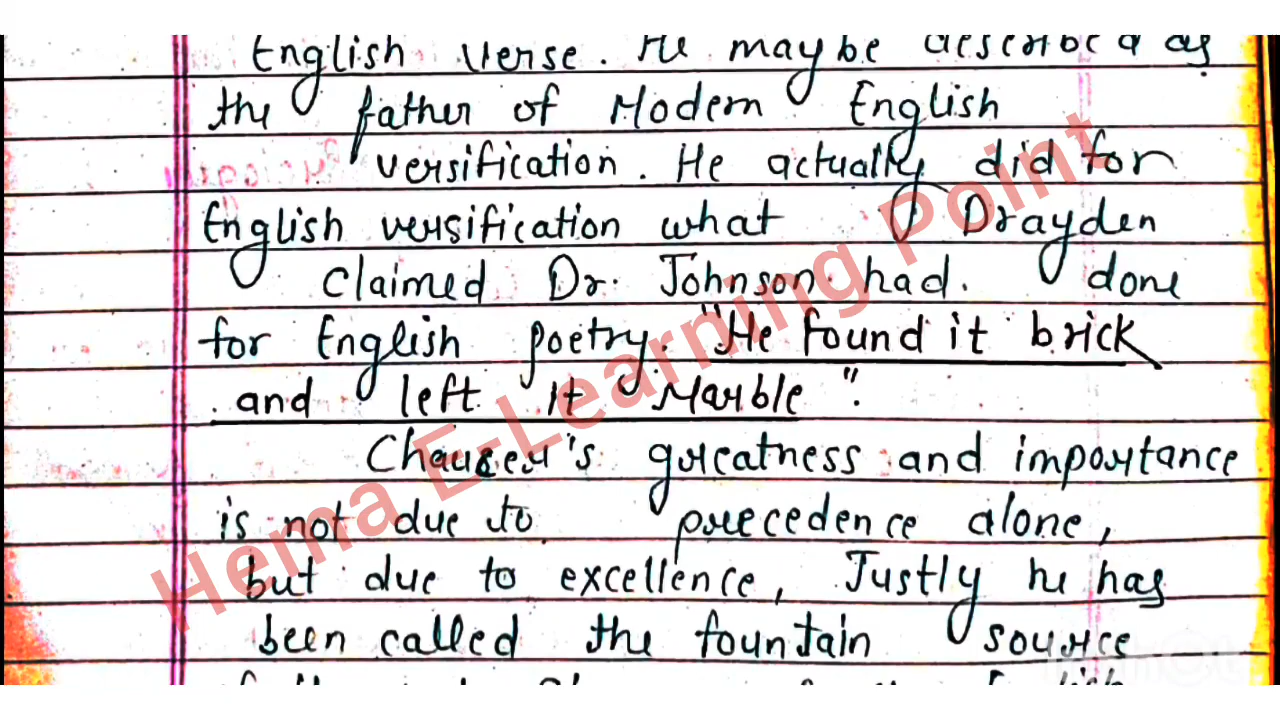 English verse. He may be described as
the father of Modern English
versification. He actually did for
English versification what Drayden
claimed Dr. Johnson had. done
for English poetry. "He found it brick
and left it Marble".
Chaucer's greatness and importance
is not due to precedence alone,
but due to excellence, Justly he has
been called the fountain source
Hema E-Learning Point